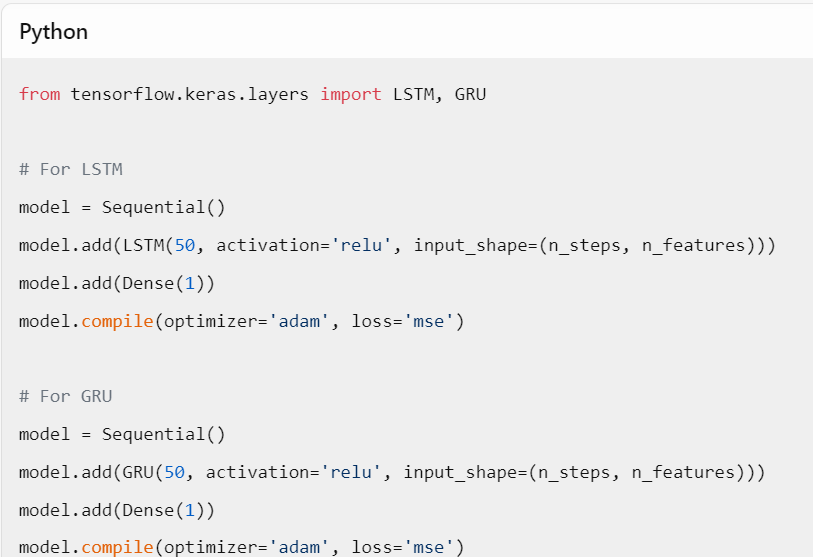 Python
from tensorflow.keras.layers import LSTM, GRU
# For LSTM
model = Sequential()
model.add(LSTM(50, activation='relu', input_shape=(n_steps, n_features)))
model.add(Dense(1))
model.compile(optimizer='adam', loss='mse')
# For GRU
model = Sequential()
model.add(GRU(50, activation='relu', input_shape=(n_steps, n_features)))
model.add(Dense(1))
model.compile(optimizer='adam', loss='mse')